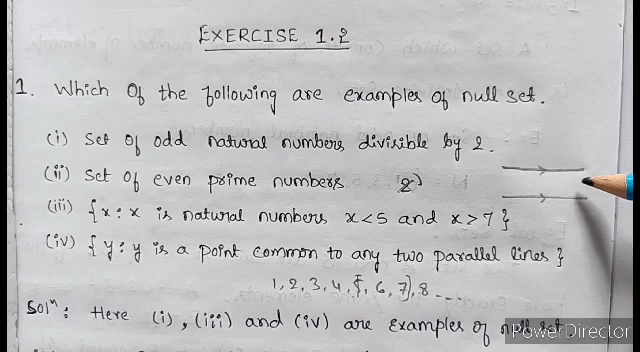 EXERCISE 1.2
1. Which of the following are examples of null set.
(i) Set of odd natural numbers divisible by 2.
(ii) Set of even prime numbers 2)
(iii) {x : x is natural numbers x<5 and x>7}
(iv) {y : y is a point common to any two parallel lines }
1, 2, 3, 4, 5, 6, 7, 8 ...
Solⁿ : Here (i), (iii) and (iv) are examples of null set.
PowerDirector